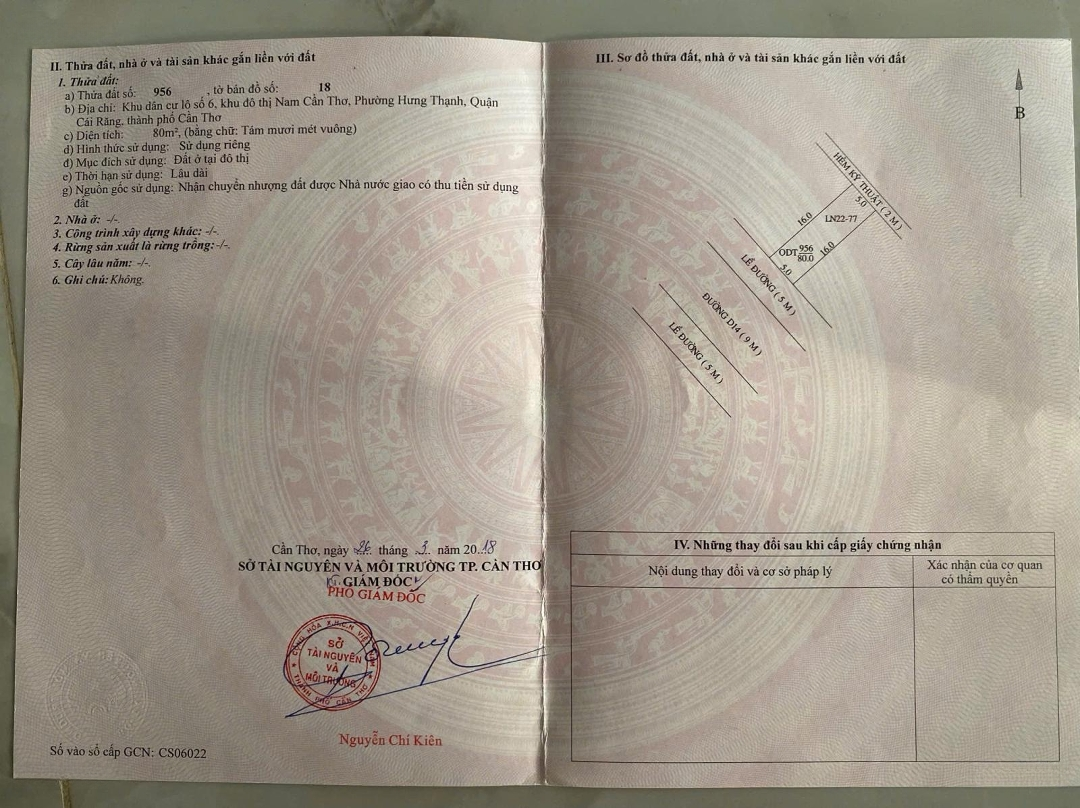 II. Thửa đất, nhà ở và tài sản khác gắn liền với đất
1. Thửa đất:
a) Thửa đất số: 956 , tờ bản đồ số: 18
b) Địa chỉ: Khu dân cư lô số 6, khu đô thị Nam Cần Thơ, Phường Hưng Thạnh, Quận
Cái Răng, thành phố Cần Thơ
c) Diện tích: 80m², (bằng chữ: Tám mươi mét vuông)
d) Hình thức sử dụng: Sử dụng riêng
đ) Mục đích sử dụng: Đất ở tại đô thị
e) Thời hạn sử dụng: Lâu dài
g) Nguồn gốc sử dụng: Nhận chuyển nhượng đất được Nhà nước giao có thu tiền sử dụng
đất
2. Nhà ở: -/-.
3. Công trình xây dựng khác: -/-.
4. Rừng sản xuất là rừng trồng:-/-.
5. Cây lâu năm: -/-.
6. Ghi chú: Không.
Cần Thơ, ngày tháng 3 năm 2018
SỞ TÀI NGUYÊN VÀ MÔI TRƯỜNG TP. CẦN THƠ
GIÁM ĐỐC
PHÓ GIÁM ĐỐC
CỘNG HÒA X.H.C.N VIỆT NAM
SỞ
TÀI NGUYÊN
VÀ
MÔI TRƯỜNG
THÀNH PHỐ CẦN THƠ
Nguyễn Chí Kiên
Số vào sổ cấp GCN: CS06022
III. Sơ đồ thửa đất, nhà ở và tài sản khác gắn liền với đất
B
HẺM KỸ THUẬT ( 2 M )
5.0
16.0
LN22-77
16.0
ODT 956
80.0
5.0
LỀ ĐƯỜNG ( 5 M )
ĐƯỜNG D14 ( 9 M )
LỀ ĐƯỜNG ( 5 M )
IV. Những thay đổi sau khi cấp giấy chứng nhận
Nội dung thay đổi và cơ sở pháp lý
Xác nhận của cơ quan
có thẩm quyền